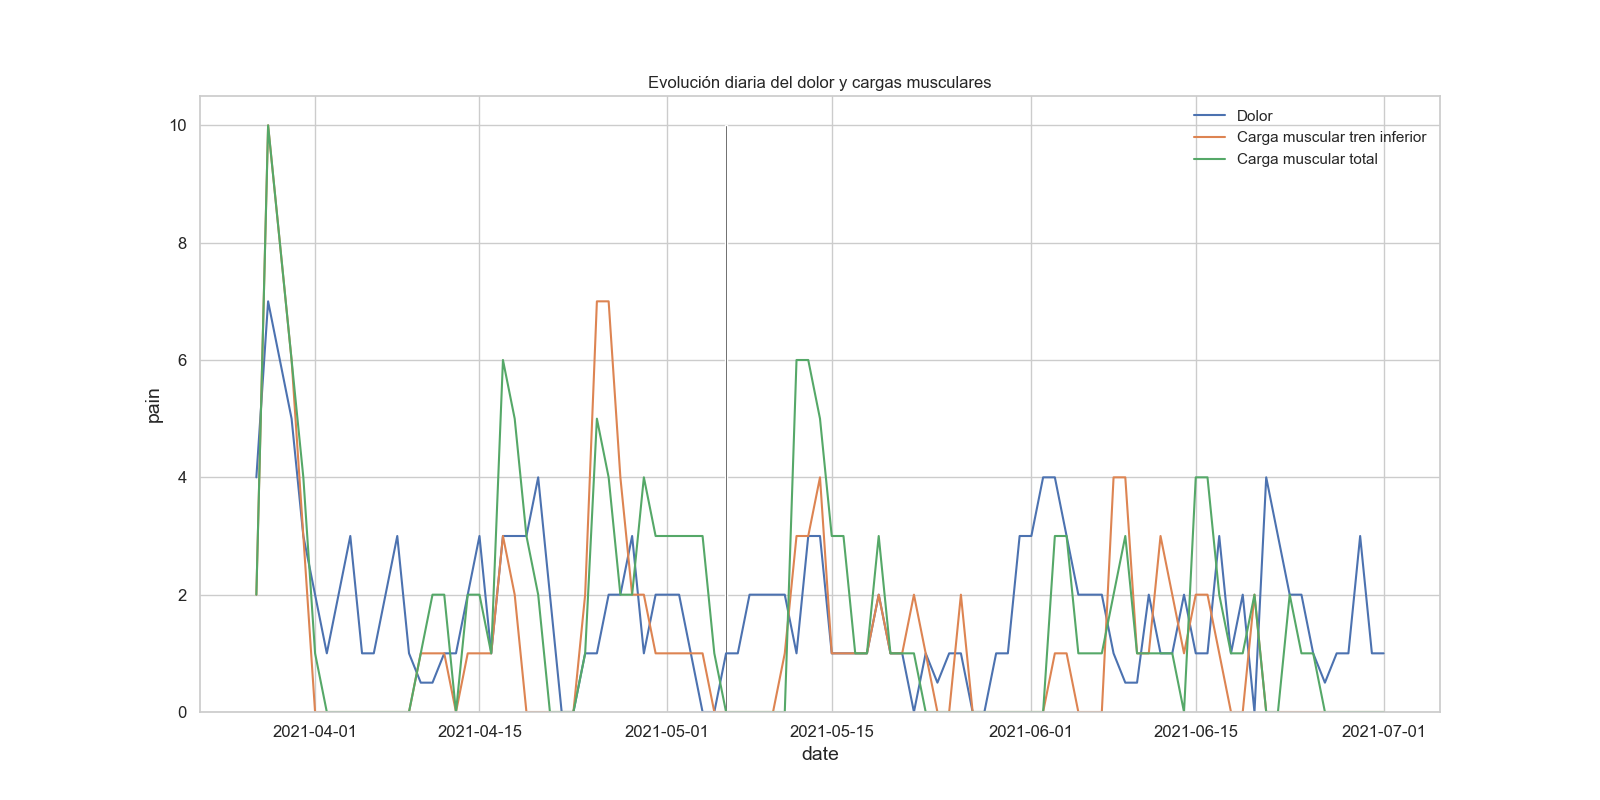 Evolución diaria del dolor y cargas musculares
Dolor
Carga muscular tren inferior
Carga muscular total
10
8
6
4
2
0
pain
2021-04-01
2021-04-15
2021-05-01
2021-05-15
2021-06-01
2021-06-15
2021-07-01
date